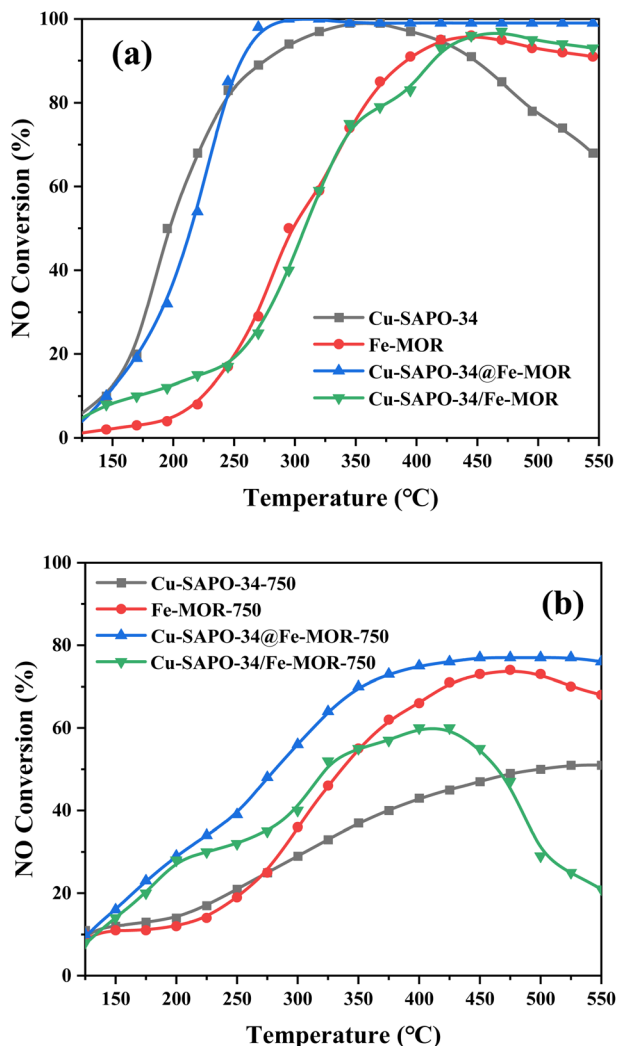 (a)
NO Conversion (%)
100
80
60
40
20
0
Cu-SAPO-34
Fe-MOR
Cu-SAPO-34@Fe-MOR
Cu-SAPO-34/Fe-MOR
150 200 250 300 350 400 450 500 550
Temperature (℃)
(b)
NO Conversion (%)
100
80
60
40
20
0
Cu-SAPO-34-750
Fe-MOR-750
Cu-SAPO-34@Fe-MOR-750
Cu-SAPO-34/Fe-MOR-750
150 200 250 300 350 400 450 500 550
Temperature (℃)